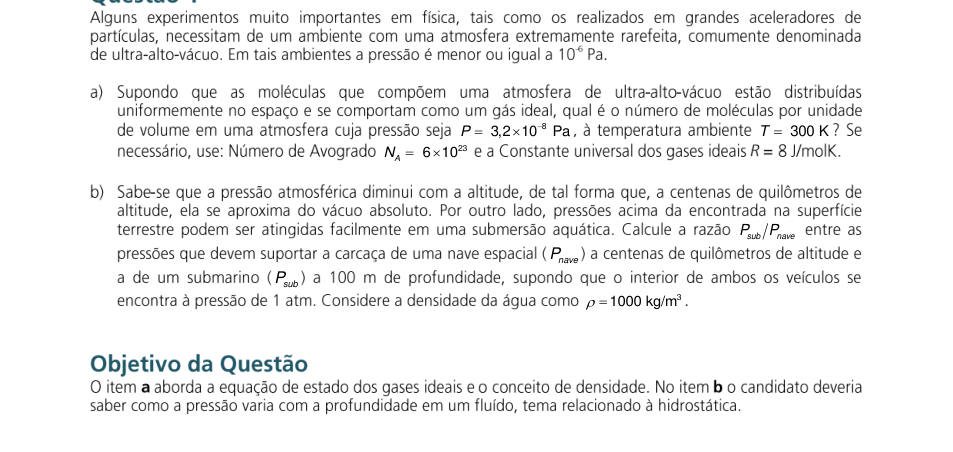 Alguns experimentos muito importantes em física, tais como os realizados em grandes aceleradores de
partículas, necessitam de um ambiente com uma atmosfera extremamente rarefeita, comumente denominada
de ultra-alto-vácuo. Em tais ambientes a pressão é menor ou igual a 10⁻⁶ Pa.
a) Supondo que as moléculas que compõem uma atmosfera de ultra-alto-vácuo estão distribuídas
uniformemente no espaço e se comportam como um gás ideal, qual é o número de moléculas por unidade
de volume em uma atmosfera cuja pressão seja P = 3,2×10⁻⁸ Pa, à temperatura ambiente T = 300 K? Se
necessário, use: Número de Avogrado N_A = 6×10²³ e a Constante universal dos gases ideais R = 8 J/molK.
b) Sabe-se que a pressão atmosférica diminui com a altitude, de tal forma que, a centenas de quilômetros de
altitude, ela se aproxima do vácuo absoluto. Por outro lado, pressões acima da encontrada na superfície
terrestre podem ser atingidas facilmente em uma submersão aquática. Calcule a razão P_sub/P_nave entre as
pressões que devem suportar a carcaça de uma nave espacial (P_nave) a centenas de quilômetros de altitude e
a de um submarino (P_sub) a 100 m de profundidade, supondo que o interior de ambos os veículos se
encontra à pressão de 1 atm. Considere a densidade da água como ρ = 1000 kg/m³.
Objetivo da Questão
O item a aborda a equação de estado dos gases ideais e o conceito de densidade. No item b o candidato deveria
saber como a pressão varia com a profundidade em um fluído, tema relacionado à hidrostática.